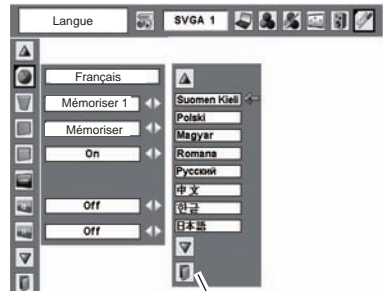 Langue
SVGA 1
Français
Mémoriser 1
Mémoriser
On
Off
Off
Suomen Kieli
Polski
Magyar
Romana
Русский
中文
한글
日本語